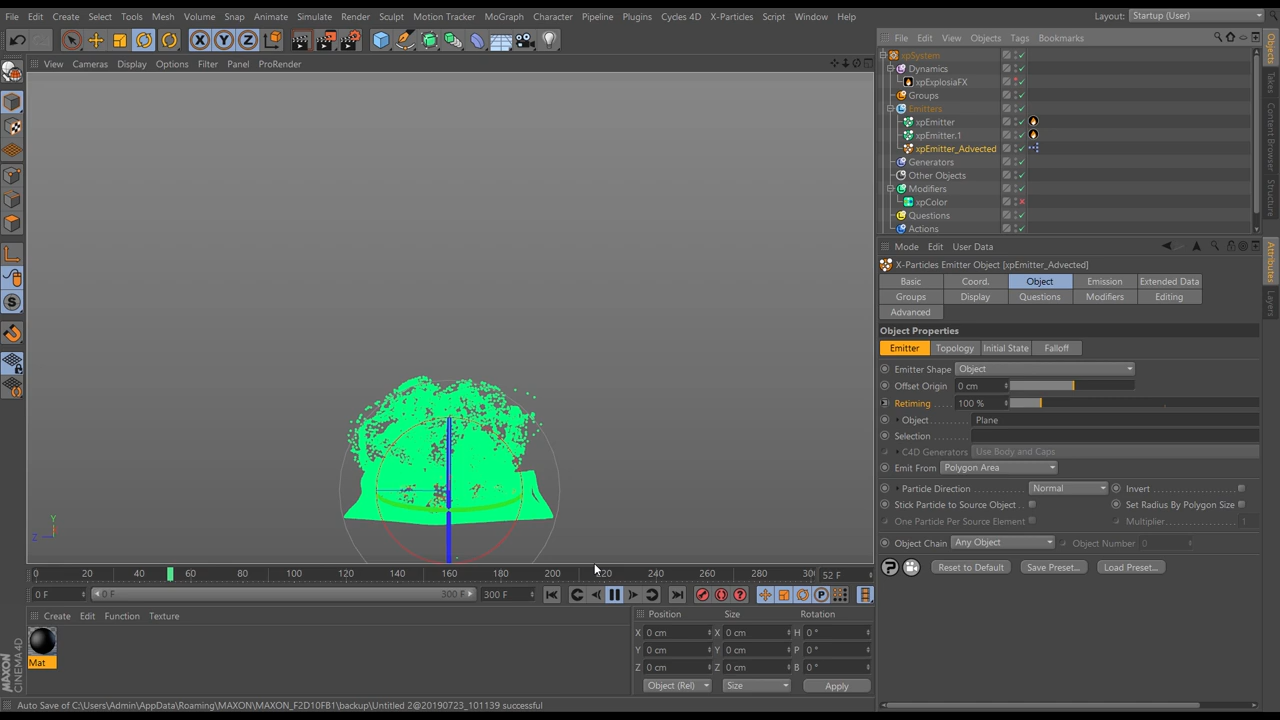 File Edit Create Select Tools Mesh Volume Snap Animate Simulate Render Sculpt Motion Tracker MoGraph Character Pipeline Plugins Cycles 4D X-Particles Script Window Help
Layout: Startup (User)
X Y Z
File Edit View Objects Tags Bookmarks
View Cameras Display Options Filter Panel ProRender
xpSystem
Dynamics
xpExplosiaFX
Groups
Emitters
xpEmitter
xpEmitter.1
xpEmitter_Advected
Generators
Other Objects
Modifiers
xpColor
Questions
Actions
Objects
Takes
Content Browser
Structure
Attributes
Layers
Mode Edit User Data
X-Particles Emitter Object [xpEmitter_Advected]
Basic Coord. Object Emission Extended Data
Groups Display Questions Modifiers Editing
Advanced
Object Properties
Emitter Topology Initial State Falloff
Emitter Shape Object
Offset Origin 0 cm
Retiming 100 %
Object Plane
Selection
C4D Generators Use Body and Caps
Emit From Polygon Area
Particle Direction Normal Invert
Stick Particle to Source Object Set Radius By Polygon Size
One Particle Per Source Element Multiplier 1
Object Chain Any Object Object Number 0
Reset to Default Save Preset... Load Preset...
Y
Z
0 20 40 60 80 100 120 140 160 180 200 220 240 260 280 300 52 F
0 F 0 F 300 F 300 F
Create Edit Function Texture
Mat
Position Size Rotation
X 0 cm X 0 cm H 0 °
Y 0 cm Y 0 cm P 0 °
Z 0 cm Z 0 cm B 0 °
Object (Rel) Size Apply
MAXON CINEMA4D
Auto Save of C:\Users\Admin\AppData\Roaming\MAXON\MAXON_F2D10FB1\backup\Untitled 2@20190723_101139 successful